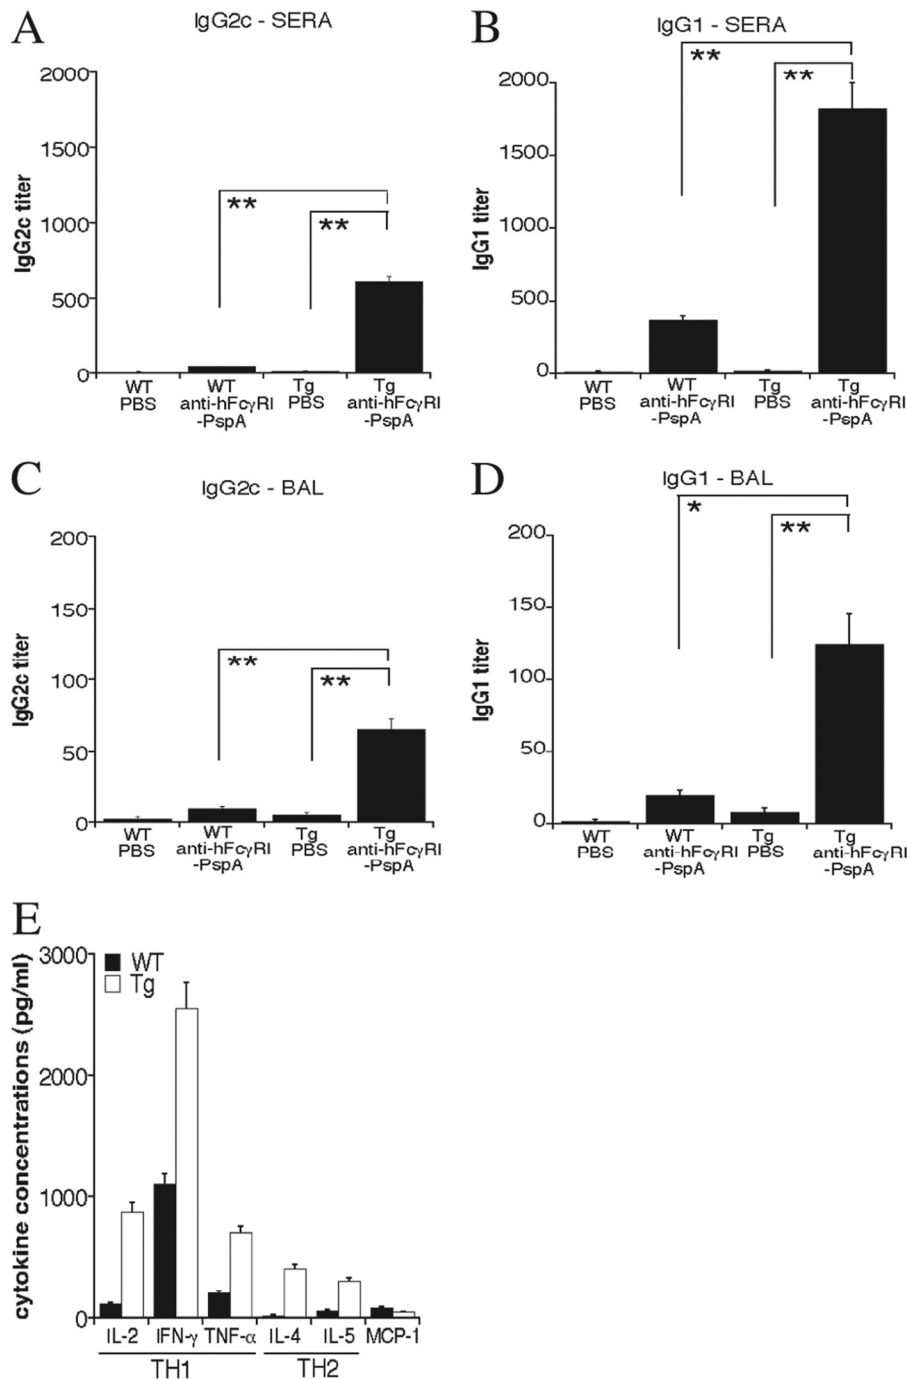 A
IgG2c - SERA
2000
1500
1000
500
0
IgG2c titer
**
**
WT
PBS
WT
anti-hFcγRI
-PspA
Tg
PBS
Tg
anti-hFcγRI
-PspA
B
IgG1 - SERA
2000
1500
1000
500
0
IgG1 titer
**
**
WT
PBS
WT
anti-hFcγRI
-PspA
Tg
PBS
Tg
anti-hFcγRI
-PspA
C
IgG2c - BAL
200
150
100
50
0
IgG2c titer
**
**
WT
PBS
WT
anti-hFcγRI
-PspA
Tg
PBS
Tg
anti-hFcγRI
-PspA
D
IgG1 - BAL
200
150
100
50
0
IgG1 titer
*
**
WT
PBS
WT
anti-hFcγRI
-PspA
Tg
PBS
Tg
anti-hFcγRI
-PspA
E
3000
2000
1000
0
cytokine concentrations (pg/ml)
WT
Tg
IL-2 IFN-γ TNF-α IL-4 IL-5 MCP-1
TH1 TH2